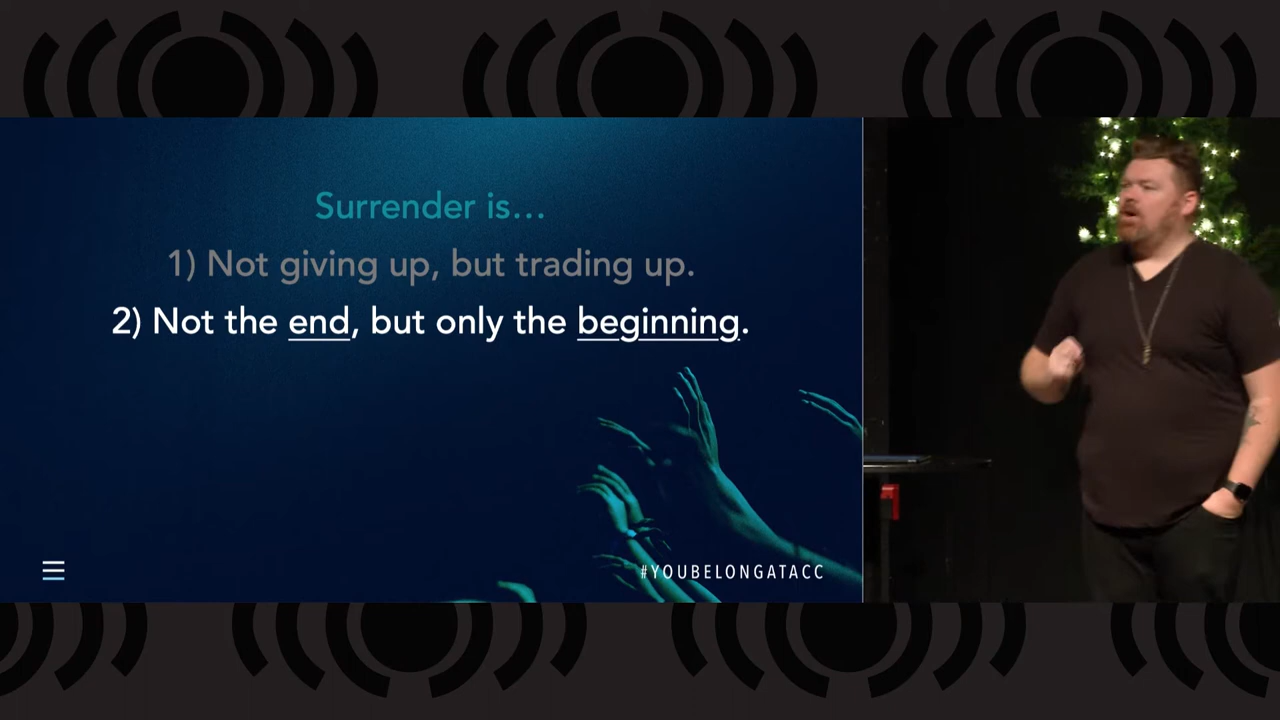 Surrender is...
1) Not giving up, but trading up.
2) Not the end, but only the beginning.
#YOUBELONGATACC